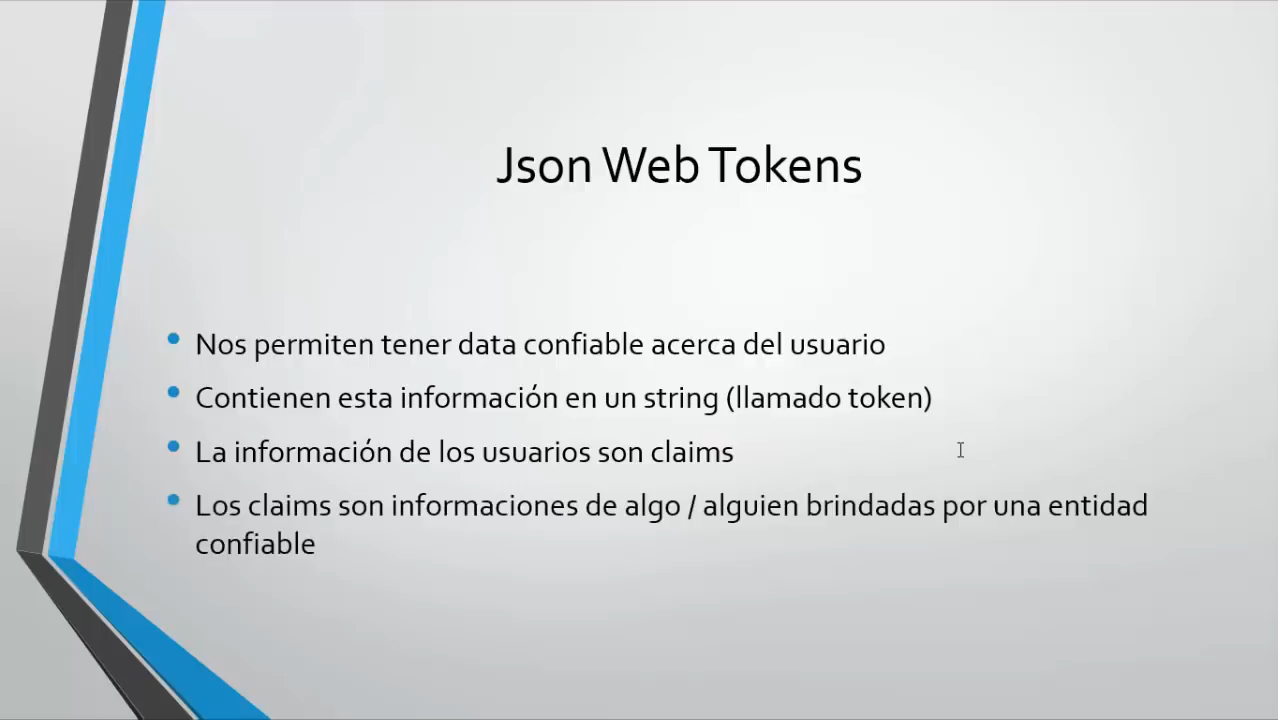 Json Web Tokens
Nos permiten tener data confiable acerca del usuario
Contienen esta información en un string (llamado token)
La información de los usuarios son claims
Los claims son informaciones de algo / alguien brindadas por una entidad
confiable